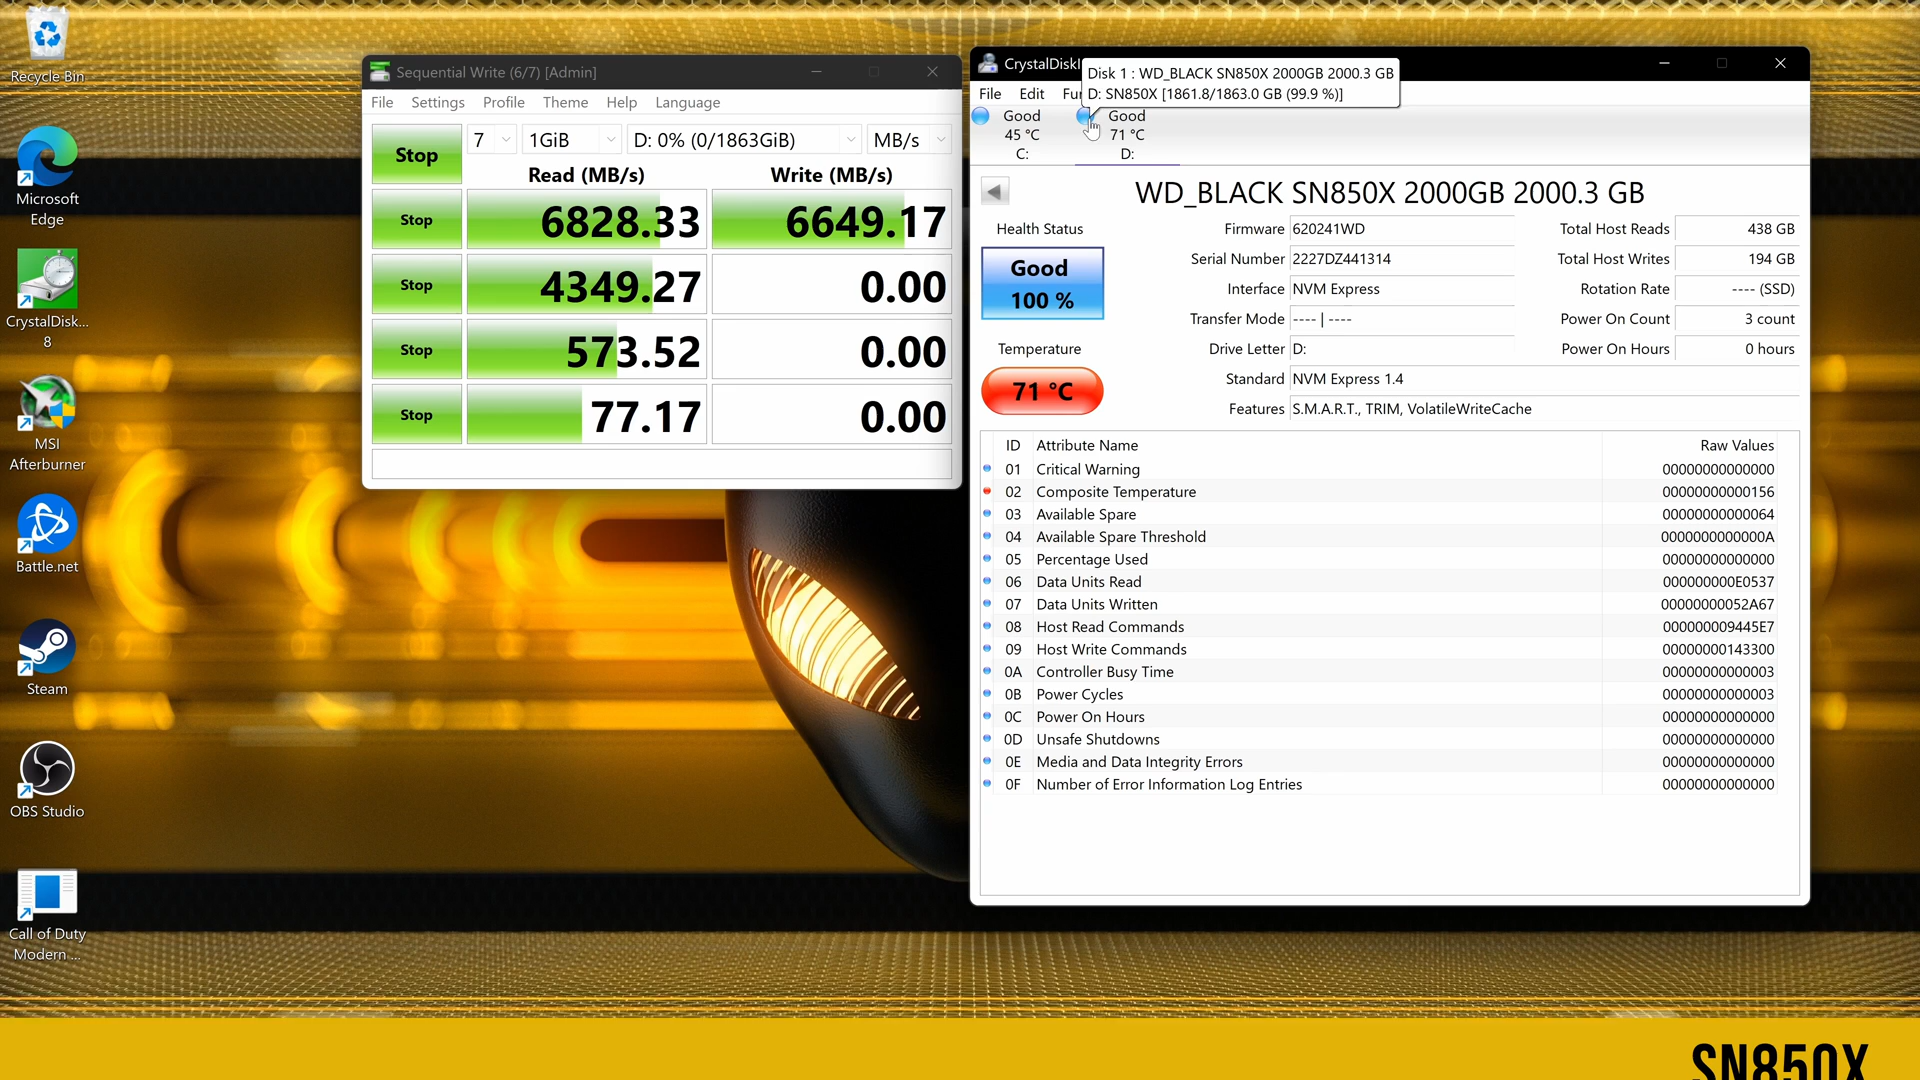 Recycle Bin
Microsoft
Edge
CrystalDisk...
8
MSI
Afterburner
Battle.net
Steam
OBS Studio
Call of Duty
Modern ...
Sequential Write (6/7) [Admin]
File Settings Profile Theme Help Language
Stop 7 1GiB D: 0% (0/1863GiB) MB/s
Read (MB/s) Write (MB/s)
Stop 6828.33 6649.17
Stop 4349.27 0.00
Stop 573.52 0.00
Stop 77.17 0.00
CrystalDiskI
Disk 1 : WD_BLACK SN850X 2000GB 2000.3 GB
D: SN850X [1861.8/1863.0 GB (99.9 %)]
File Edit Fu
Good Good
45 °C 71 °C
C: D:
WD_BLACK SN850X 2000GB 2000.3 GB
Health Status
Good
100 %
Temperature
71 °C
Firmware 620241WD
Serial Number 2227DZ441314
Interface NVM Express
Transfer Mode ---- | ----
Drive Letter D:
Standard NVM Express 1.4
Features S.M.A.R.T., TRIM, VolatileWriteCache
Total Host Reads 438 GB
Total Host Writes 194 GB
Rotation Rate ---- (SSD)
Power On Count 3 count
Power On Hours 0 hours
ID Attribute Name Raw Values
01 Critical Warning 00000000000000
02 Composite Temperature 00000000000156
03 Available Spare 00000000000064
04 Available Spare Threshold 0000000000000A
05 Percentage Used 00000000000000
06 Data Units Read 000000000E0537
07 Data Units Written 00000000052A67
08 Host Read Commands 000000009445E7
09 Host Write Commands 00000000143300
0A Controller Busy Time 00000000000003
0B Power Cycles 00000000000003
0C Power On Hours 00000000000000
0D Unsafe Shutdowns 00000000000000
0E Media and Data Integrity Errors 00000000000000
0F Number of Error Information Log Entries 00000000000000
SN850X